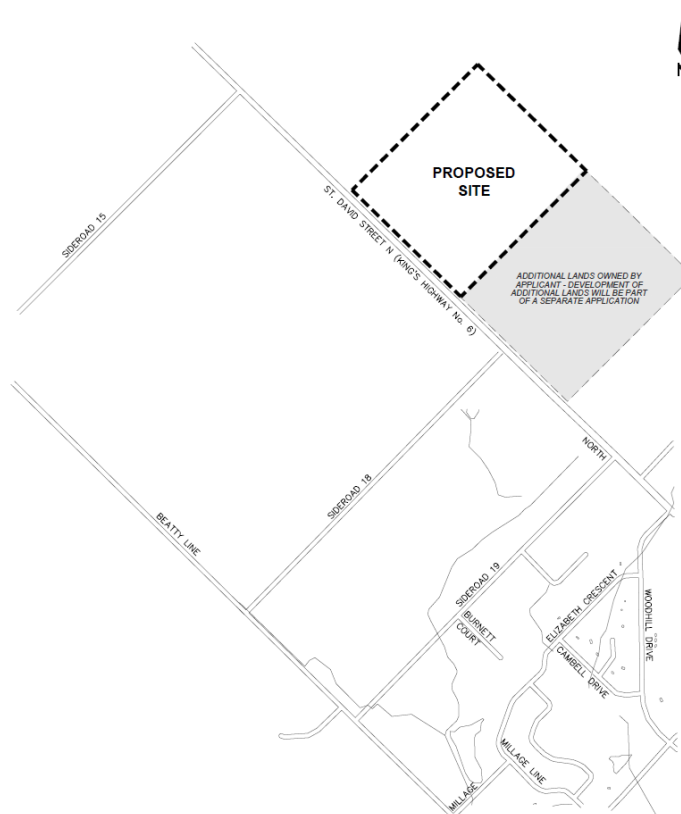 N
PROPOSED
SITE
SIDEROAD 15
ST. DAVID STREET N (KING'S HIGHWAY No. 6)
ADDITIONAL LANDS OWNED BY
APPLICANT - DEVELOPMENT OF
ADDITIONAL LANDS WILL BE PART
OF A SEPARATE APPLICATION
NORTH
SIDEROAD 18
BEATTY LINE
SIDEROAD 19
BURNETT
COURT
ELIZABETH CRESCENT
WOODHILL DRIVE
CAMBELL DRIVE
MILLAGE LINE
MILLAGE